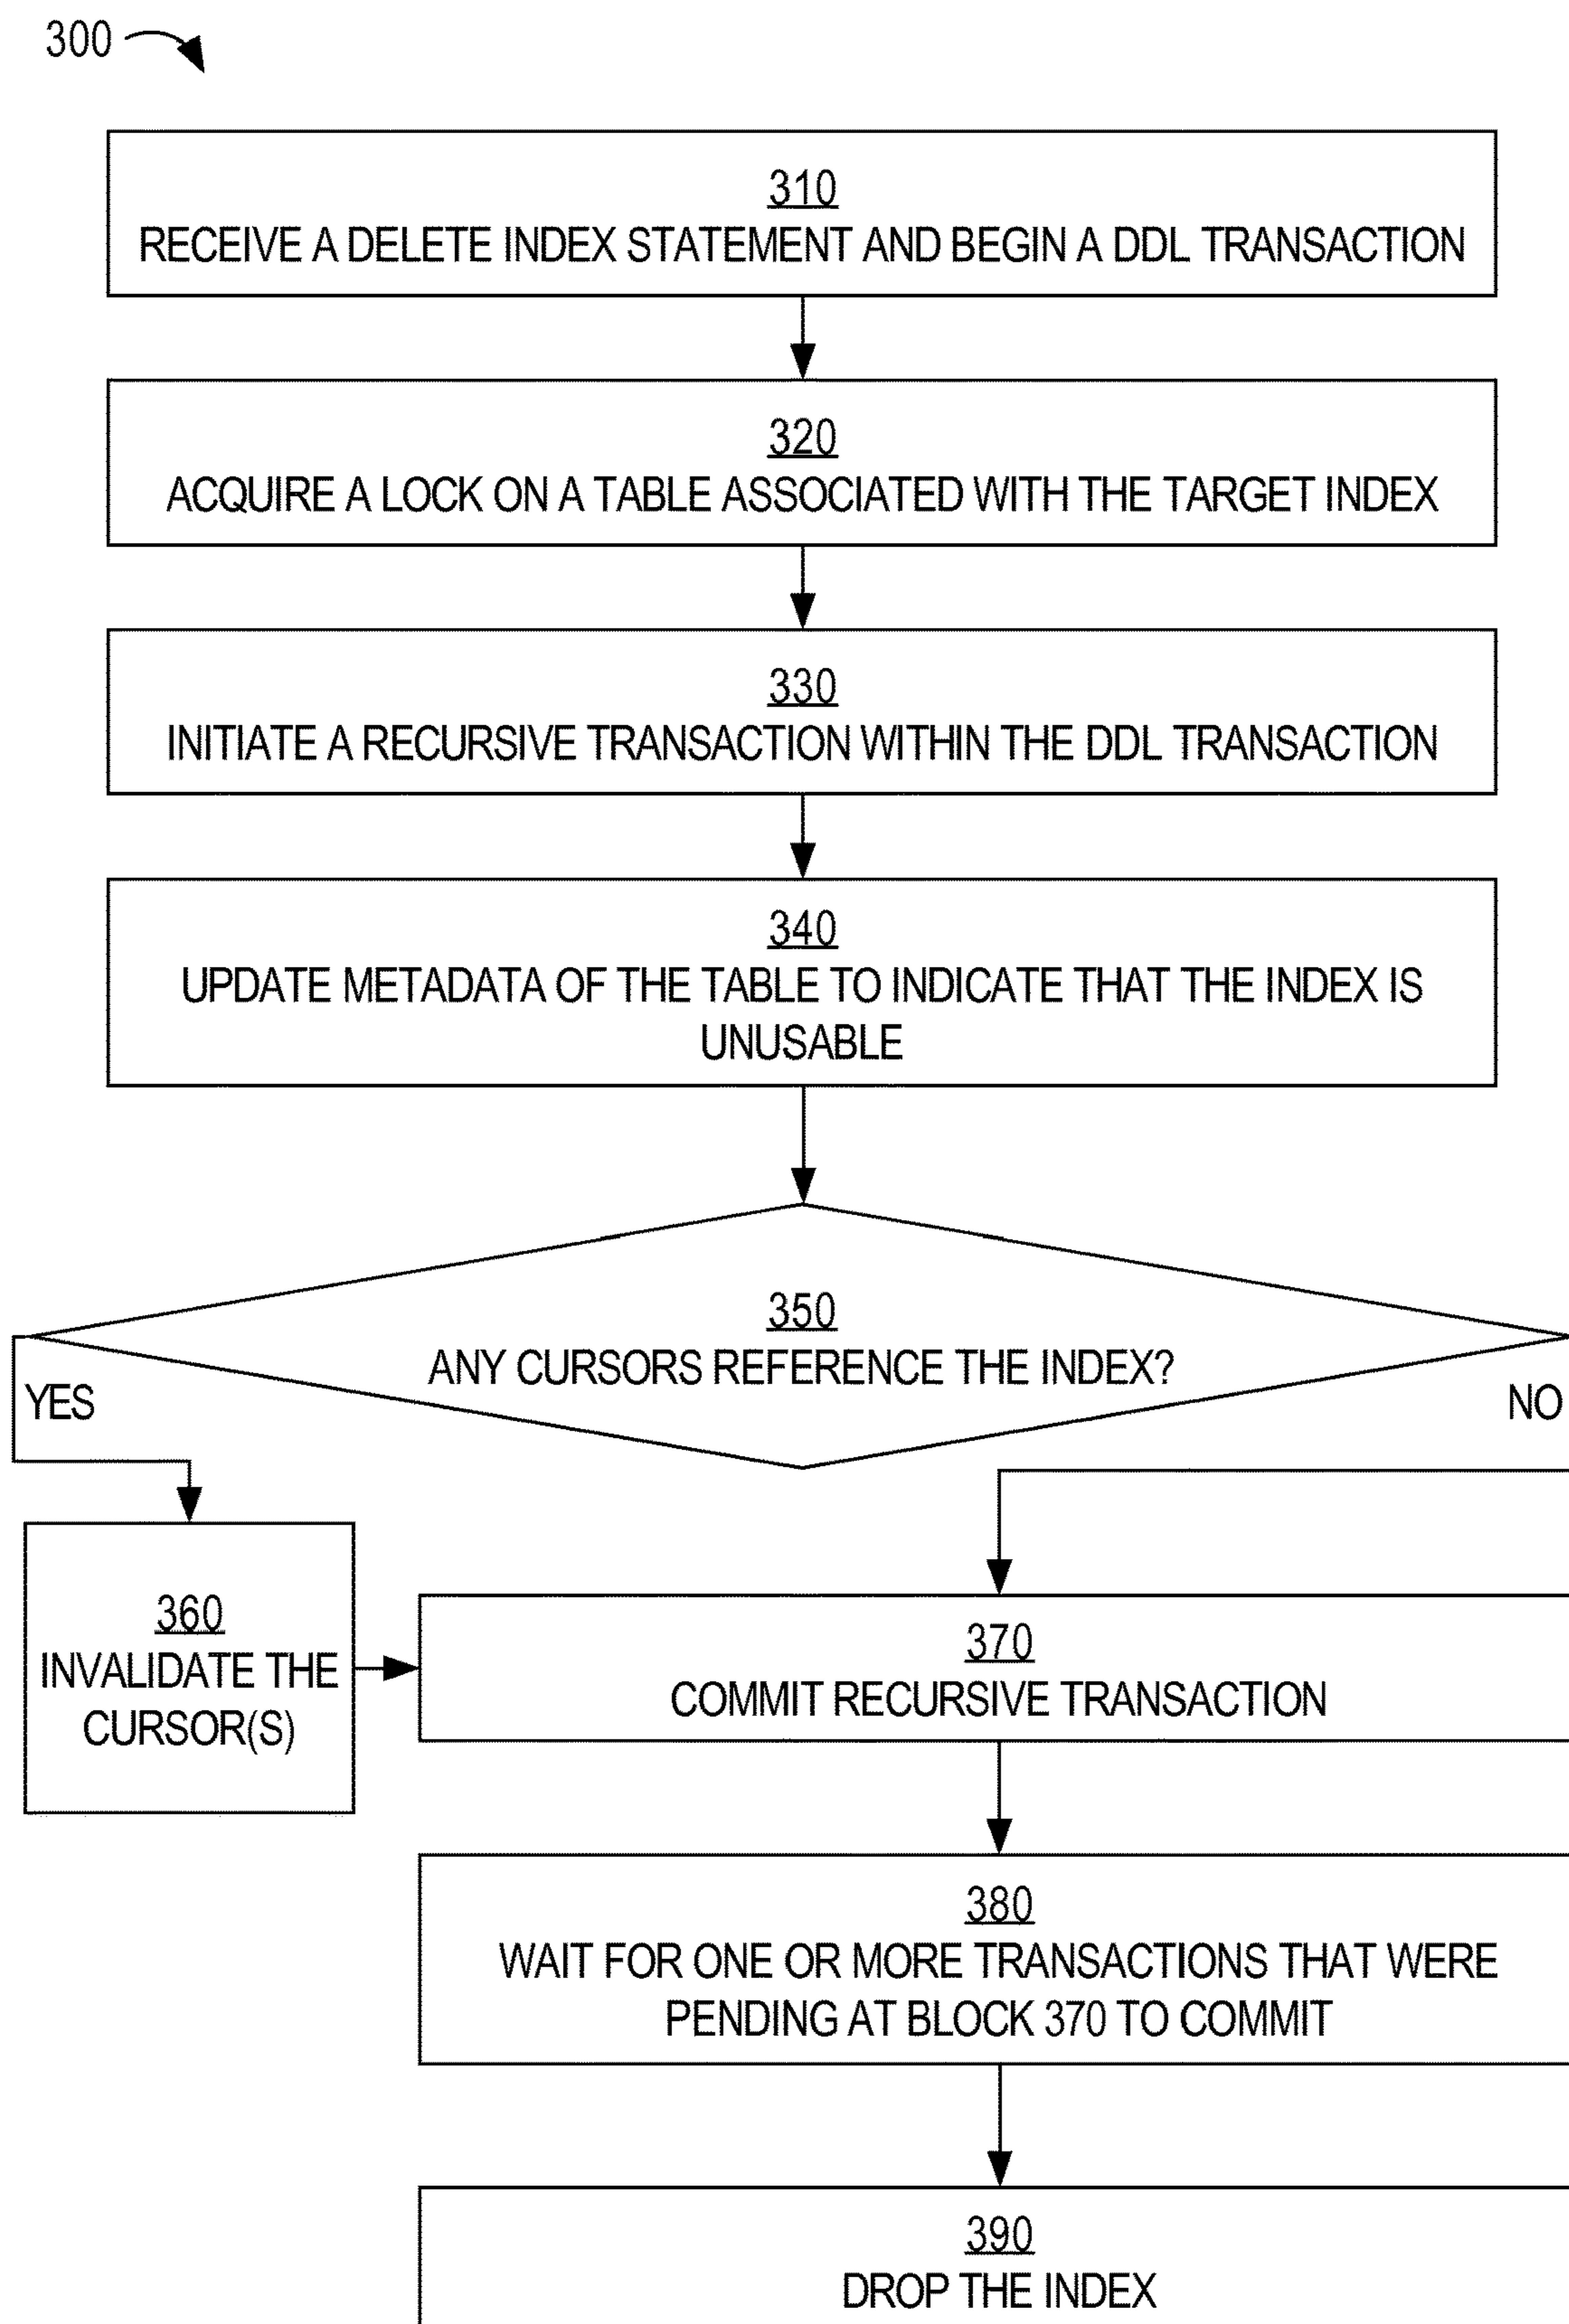 300
310
RECEIVE A DELETE INDEX STATEMENT AND BEGIN A DDL TRANSACTION
320
ACQUIRE A LOCK ON A TABLE ASSOCIATED WITH THE TARGET INDEX
330
INITIATE A RECURSIVE TRANSACTION WITHIN THE DDL TRANSACTION
340
UPDATE METADATA OF THE TABLE TO INDICATE THAT THE INDEX IS
UNUSABLE
350
ANY CURSORS REFERENCE THE INDEX?
YES
NO
360
INVALIDATE THE
CURSOR(S)
370
COMMIT RECURSIVE TRANSACTION
380
WAIT FOR ONE OR MORE TRANSACTIONS THAT WERE
PENDING AT BLOCK 370 TO COMMIT
390
DROP THE INDEX